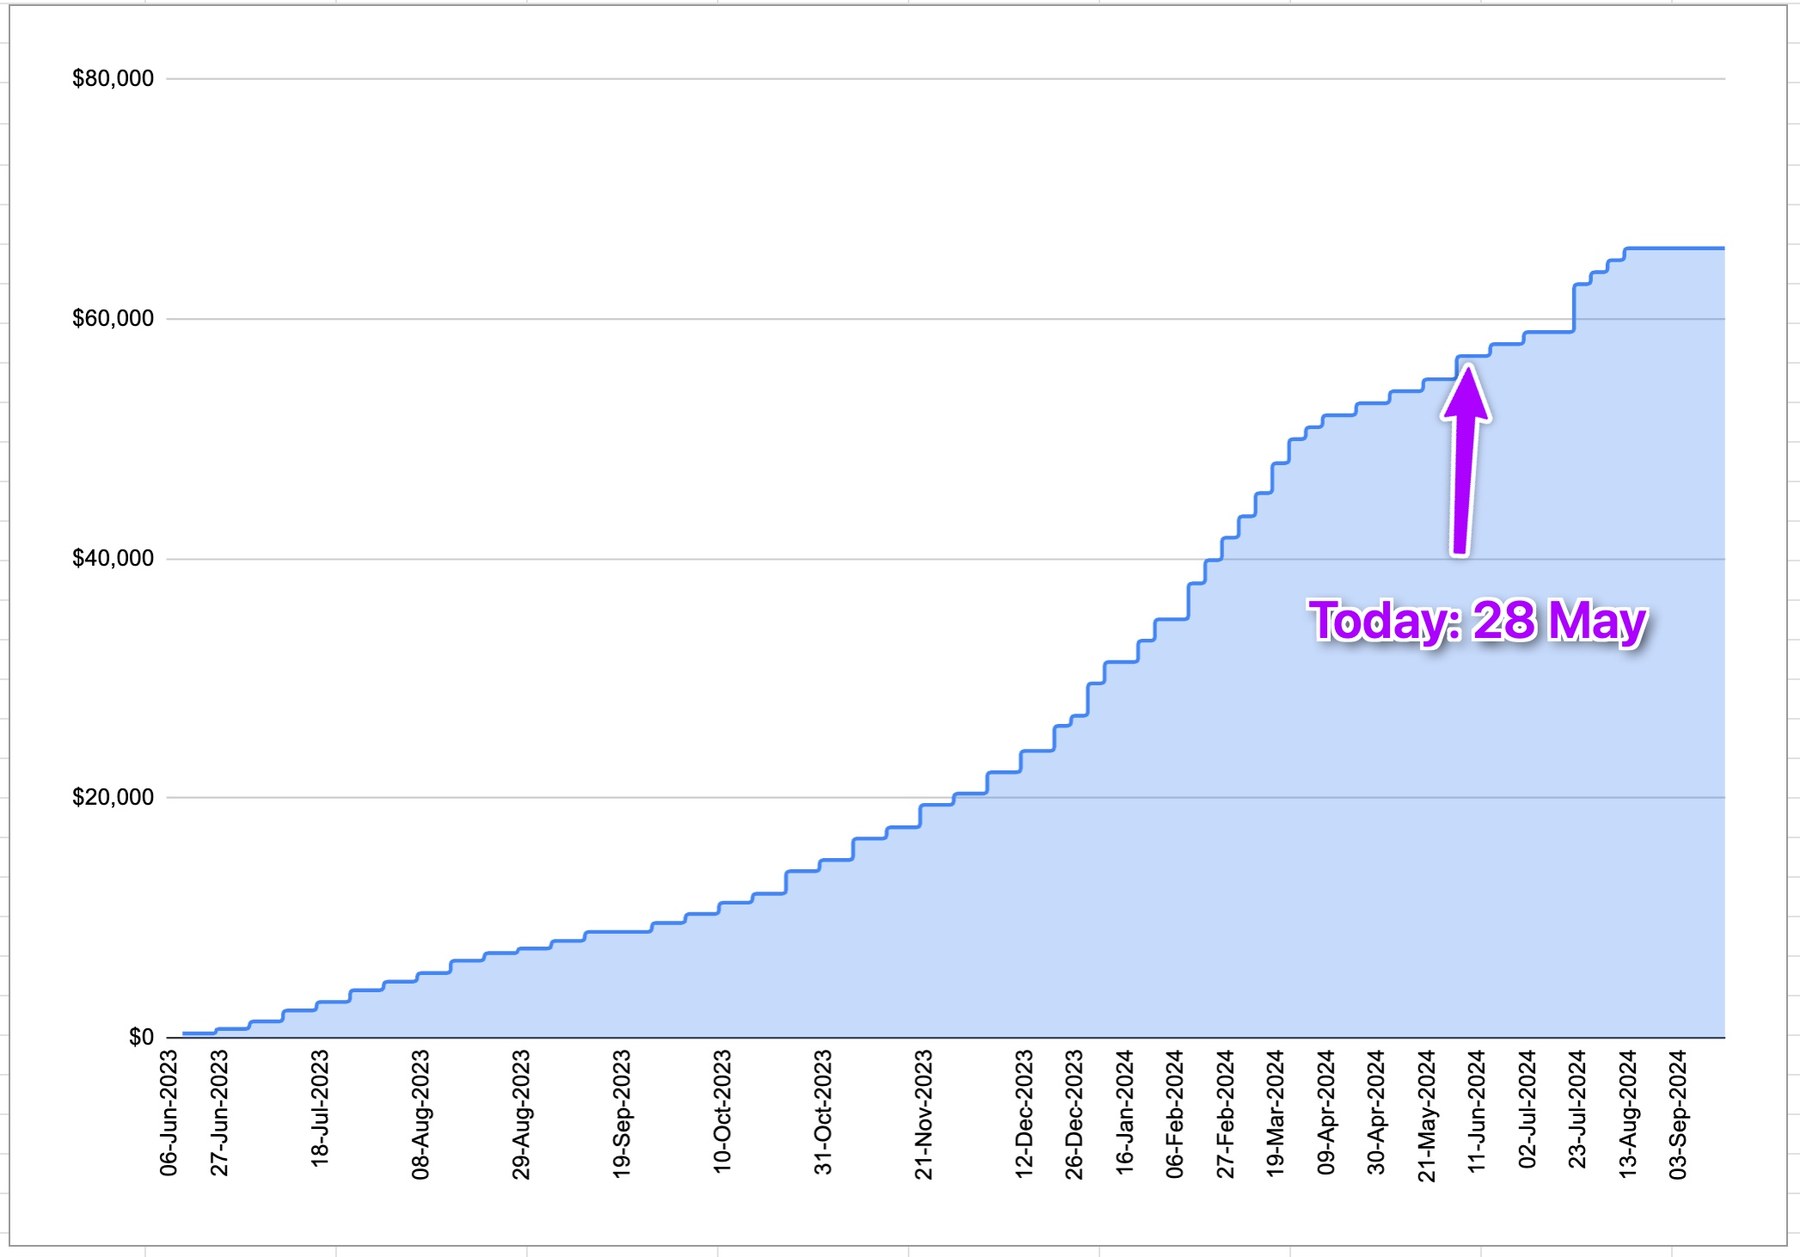 $80,000
$60,000
$40,000
$20,000
$0
Today: 28 May
06-Jun-2023
27-Jun-2023
18-Jul-2023
08-Aug-2023
29-Aug-2023
19-Sep-2023
10-Oct-2023
31-Oct-2023
21-Nov-2023
12-Dec-2023
26-Dec-2023
16-Jan-2024
06-Feb-2024
27-Feb-2024
19-Mar-2024
09-Apr-2024
30-Apr-2024
21-May-2024
11-Jun-2024
02-Jul-2024
23-Jul-2024
13-Aug-2024
03-Sep-2024